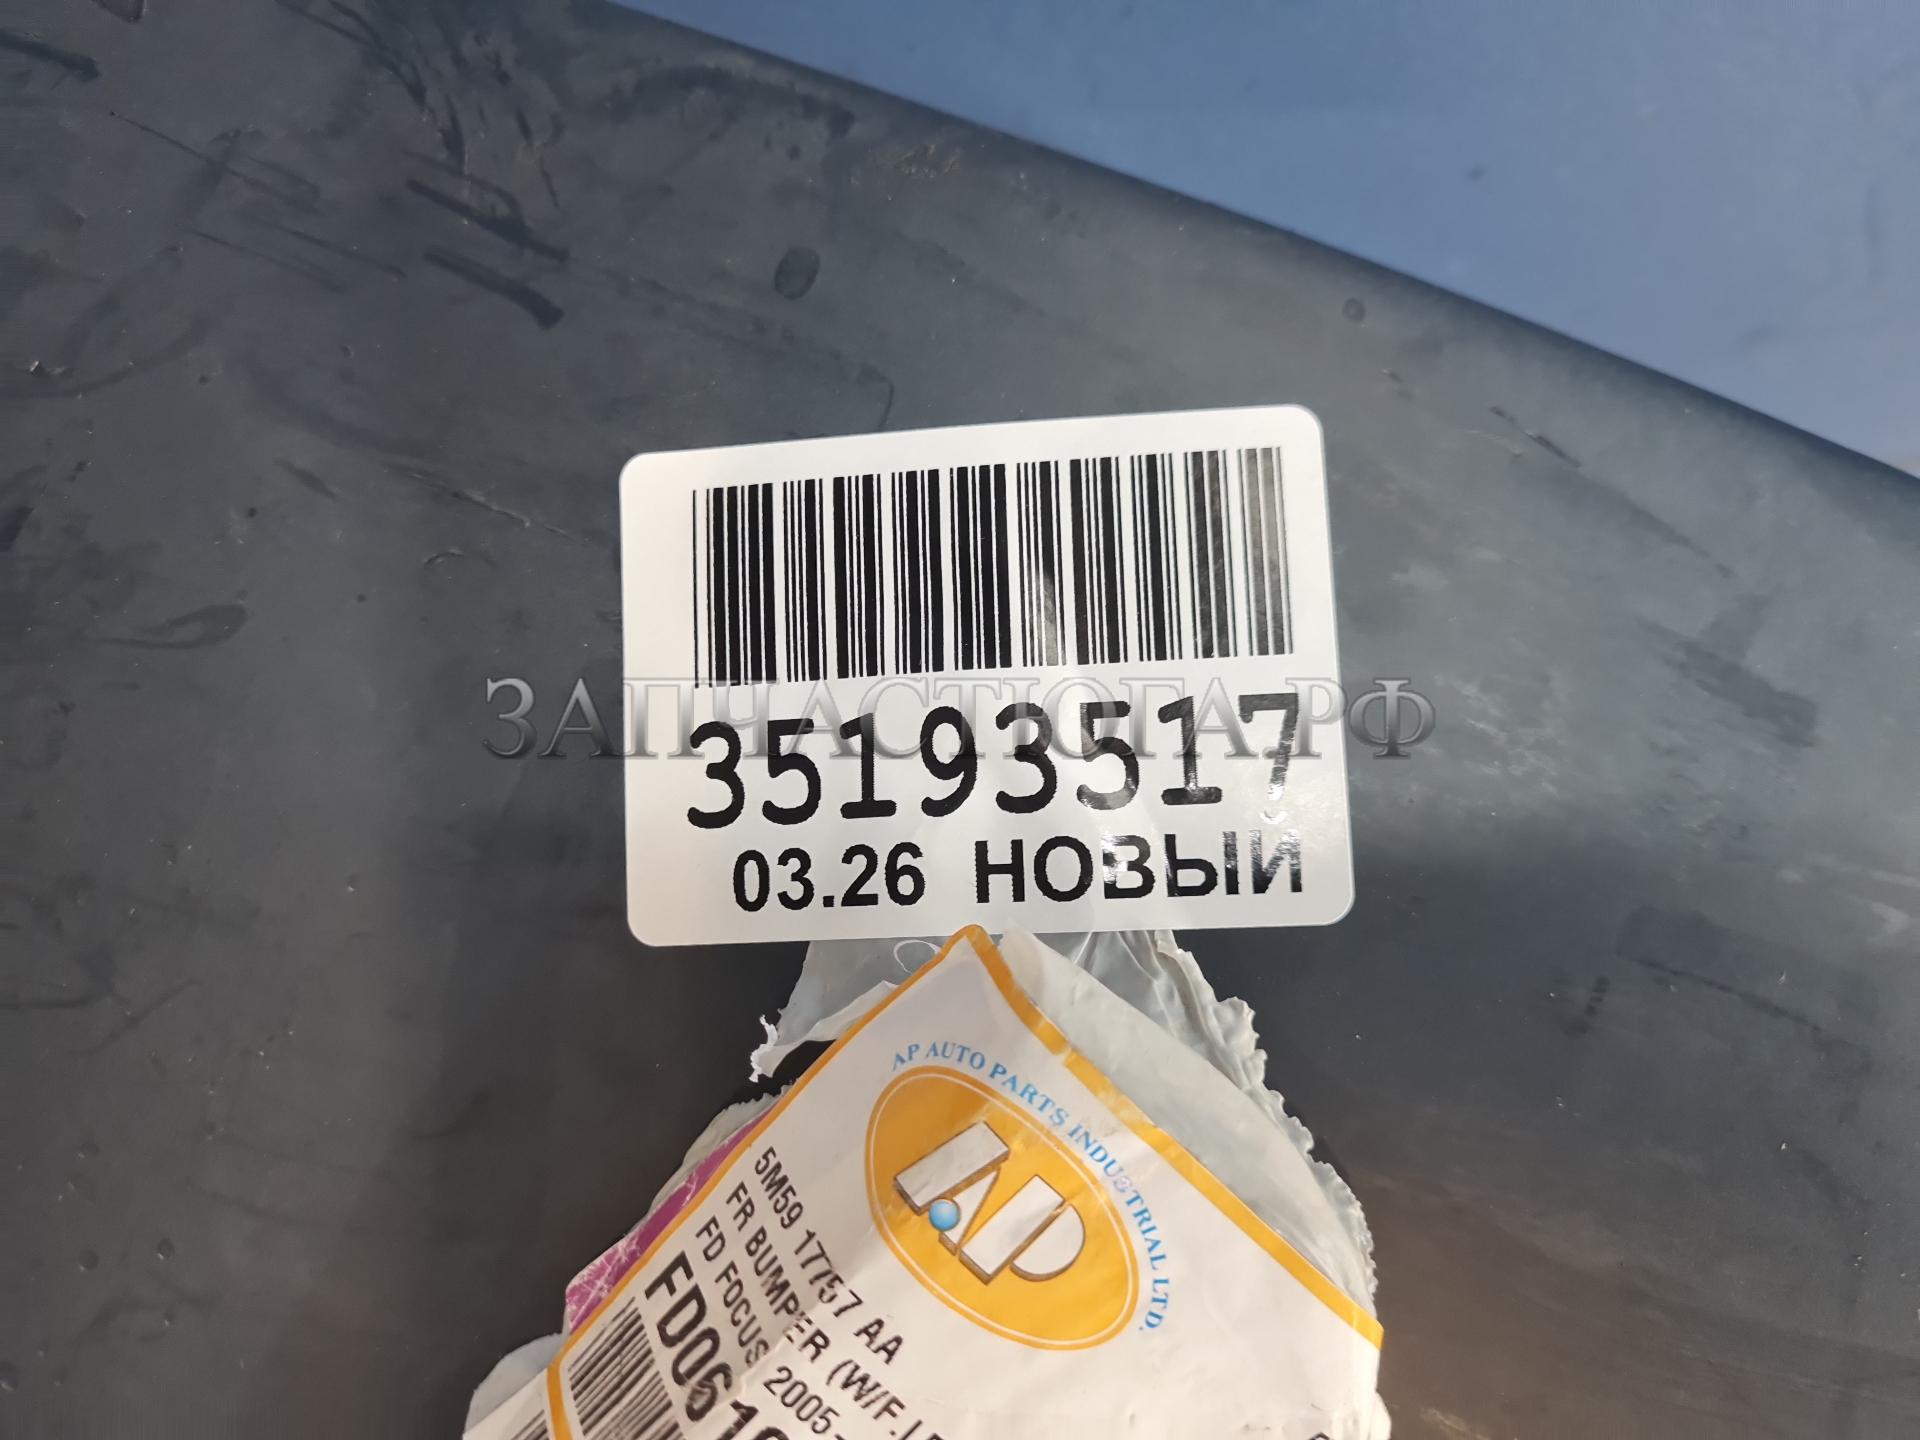 ЗАПЧАСТЮГА.РФ
35193517
03.26 НОВЫЙ
AP AUTO PARTS INDUSTRIAL LTD.
AP
5M59 17757 AA
FR BUMPER (W/F.
FD FOCUS 2005-
FD061